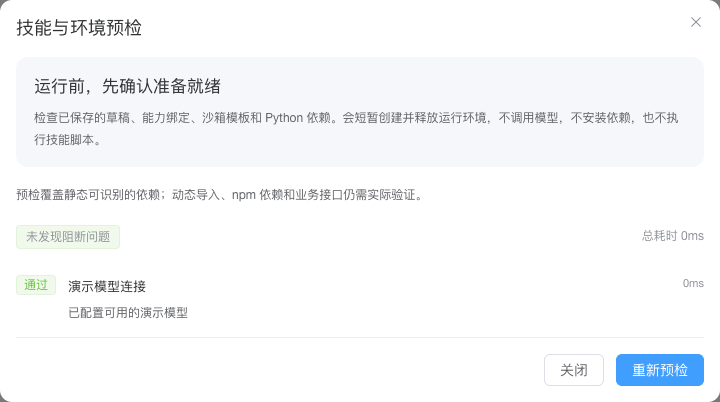 技能与环境预检
运行前，先确认准备就绪
检查已保存的草稿、能力绑定、沙箱模板和 Python 依赖。会短暂创建并释放运行环境，不调用模型，不安装依赖，也不执
行技能脚本。
预检覆盖静态可识别的依赖；动态导入、npm 依赖和业务接口仍需实际验证。
未发现阻断问题
总耗时 0ms
通过
演示模型连接
0ms
已配置可用的演示模型
关闭
重新预检